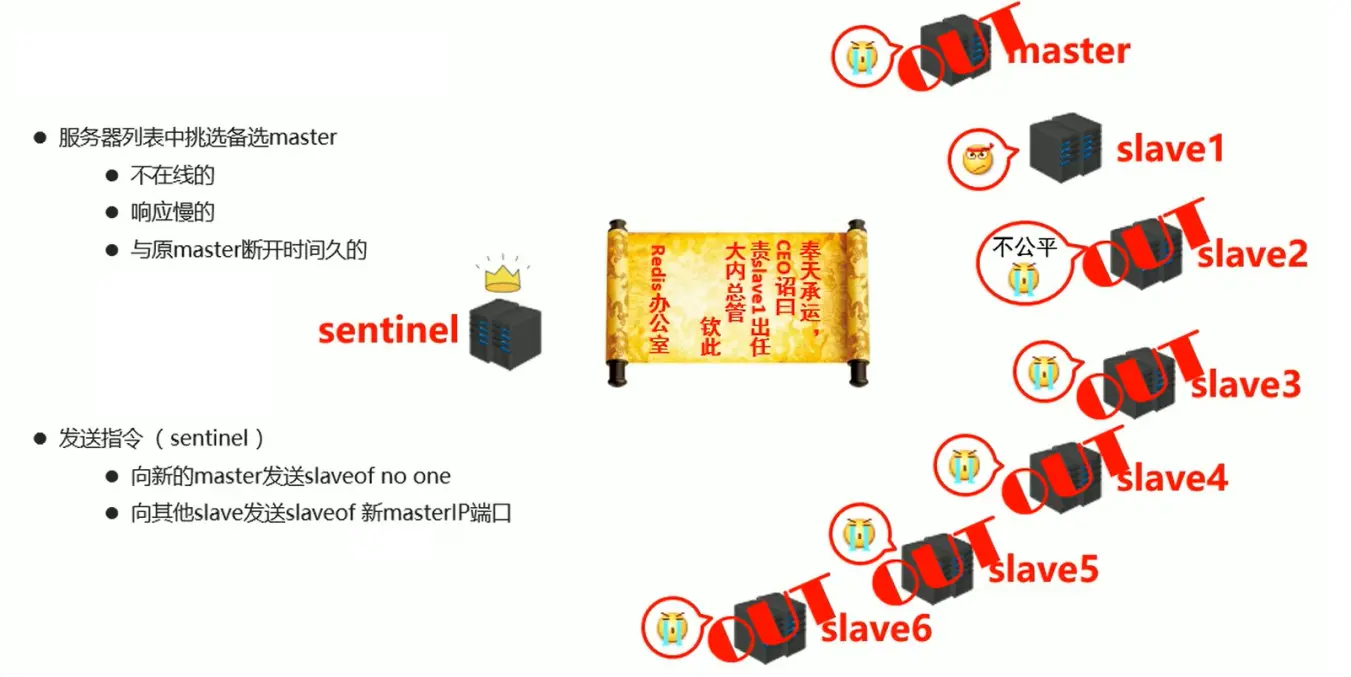 服务器列表中挑选备选master
不在线的
响应慢的
与原master断开时间久的
sentinel
发送指令（sentinel）
向新的master发送slaveof no one
向其他slave发送slaveof 新masterIP端口
奉天承运，
CEO诏曰
责slave1出任
大内总管
钦此
Redis办公室
OUT
master
slave1
不公平
OUT
slave2
OUT
slave3
OUT
slave4
OUT
slave5
OUT
slave6